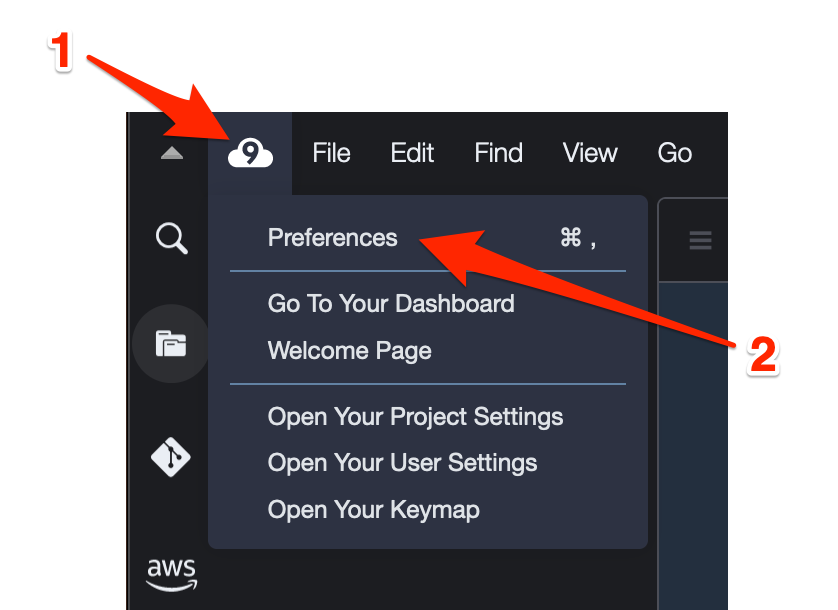 1
9 File Edit Find View Go
Preferences ⌘ ,
Go To Your Dashboard
Welcome Page
2
Open Your Project Settings
Open Your User Settings
Open Your Keymap
aws